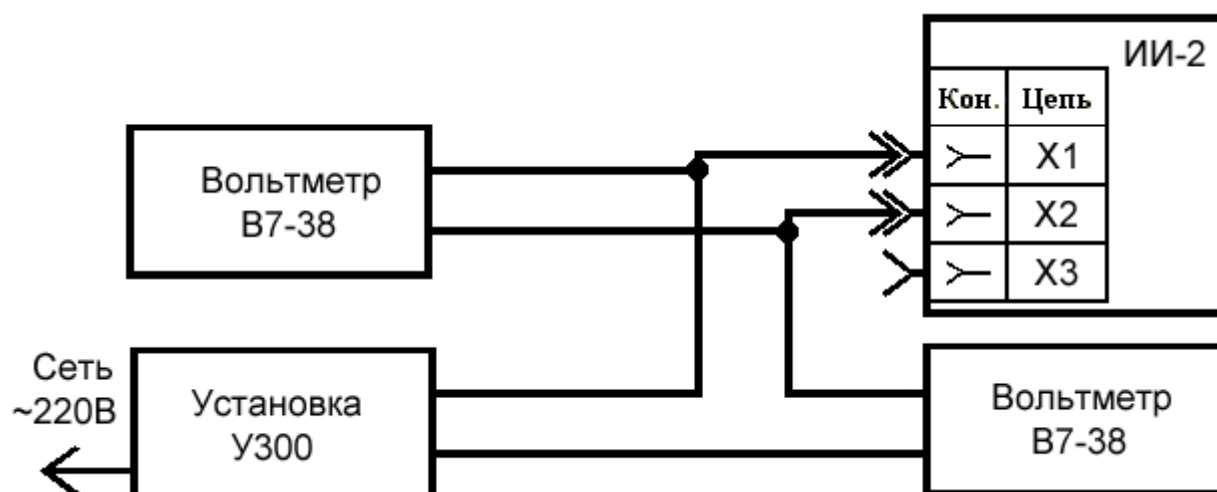 ИИ-2
Кон. Цепь
X1
X2
X3
Вольтметр
В7-38
Сеть
~220В
Установка
У300
Вольтметр
В7-38